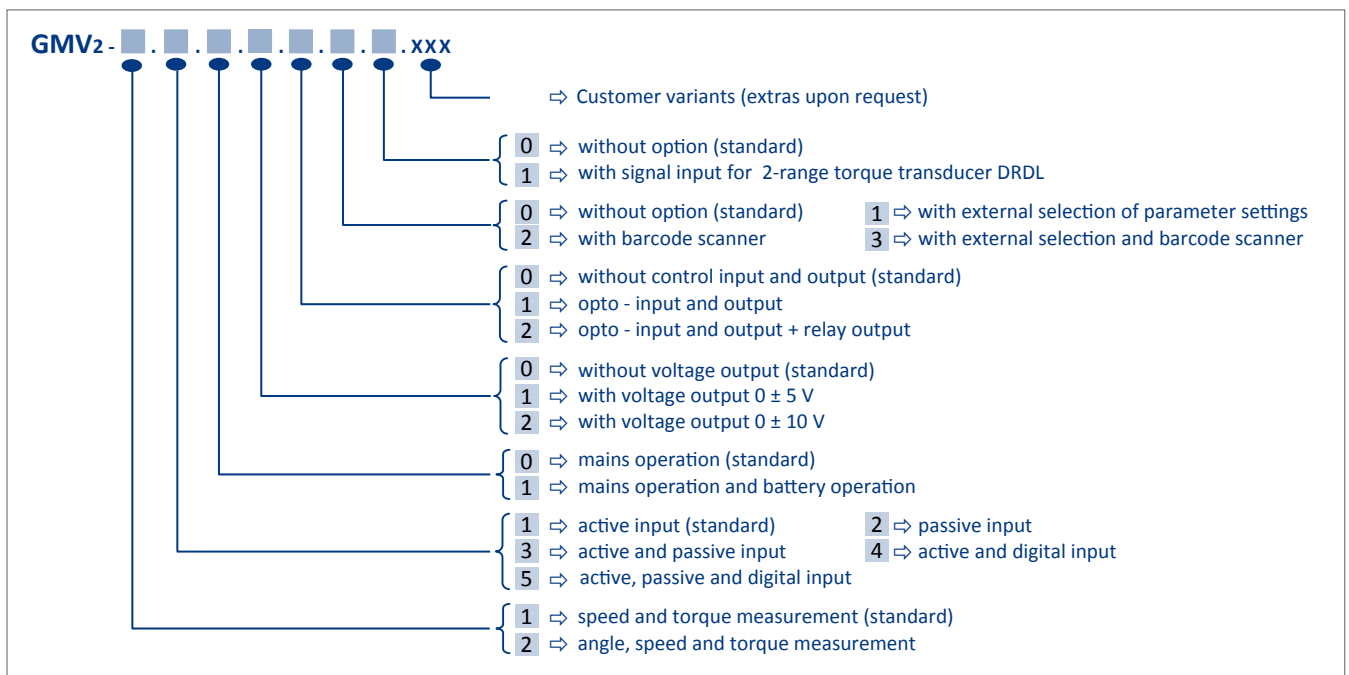 GMV2 - . . . . . . . xxx
⇨ Customer variants (extras upon request)
0 ⇨ without option (standard)
1 ⇨ with signal input for 2-range torque transducer DRDL
0 ⇨ without option (standard) 1 ⇨ with external selection of parameter settings
2 ⇨ with barcode scanner 3 ⇨ with external selection and barcode scanner
0 ⇨ without control input and output (standard)
1 ⇨ opto - input and output
2 ⇨ opto - input and output + relay output
0 ⇨ without voltage output (standard)
1 ⇨ with voltage output 0 ± 5 V
2 ⇨ with voltage output 0 ± 10 V
0 ⇨ mains operation (standard)
1 ⇨ mains operation and battery operation
1 ⇨ active input (standard) 2 ⇨ passive input
3 ⇨ active and passive input 4 ⇨ active and digital input
5 ⇨ active, passive and digital input
1 ⇨ speed and torque measurement (standard)
2 ⇨ angle, speed and torque measurement